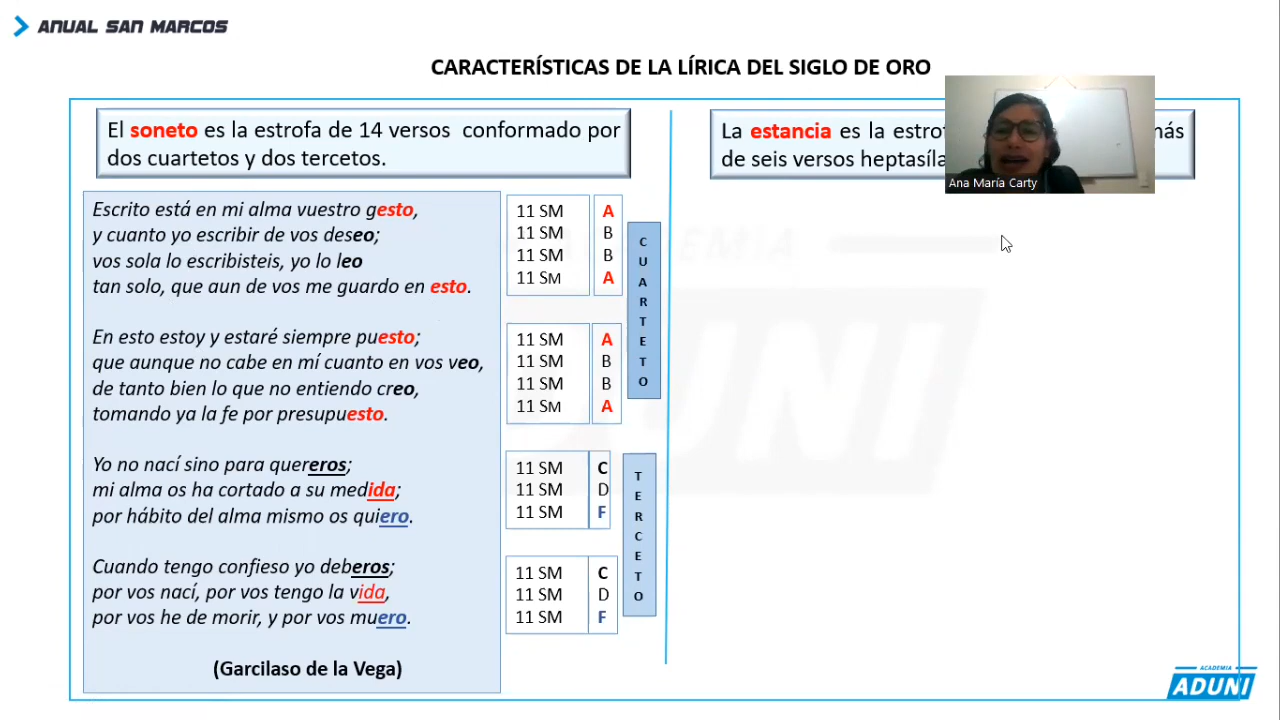 ANUAL SAN MARCOS
CARACTERÍSTICAS DE LA LÍRICA DEL SIGLO DE ORO
El soneto es la estrofa de 14 versos conformado por
dos cuartetos y dos tercetos.
Escrito está en mi alma vuestro gesto,
y cuanto yo escribir de vos deseo;
vos sola lo escribisteis, yo lo leo
tan solo, que aun de vos me guardo en esto.
En esto estoy y estaré siempre puesto;
que aunque no cabe en mí cuanto en vos veo,
de tanto bien lo que no entiendo creo,
tomando ya la fe por presupuesto.
Yo no nací sino para quereros;
mi alma os ha cortado a su medida;
por hábito del alma mismo os quiero.
Cuando tengo confieso yo deberos;
por vos nací, por vos tengo la vida,
por vos he de morir, y por vos muero.
(Garcilaso de la Vega)
11 SM A
11 SM B
11 SM B
11 SM A
11 SM A
11 SM B
11 SM B
11 SM A
CUARTETO
11 SM C
11 SM D
11 SM F
11 SM C
11 SM D
11 SM F
TERCETO
La estancia es la más
de seis versos
Ana María Carty
ACADEMIA
ADUNI
ACADEMIA
ADUNI